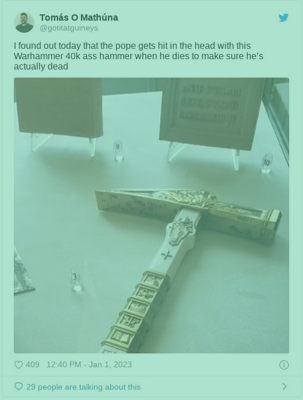 Tomás O Mathúna
@gotitatguineys
I found out today that the pope gets hit in the head with this
Warhammer 40k ass hammer when he dies to make sure he's
actually dead
409 12:40 PM - Jan 1, 2023
29 people are talking about this